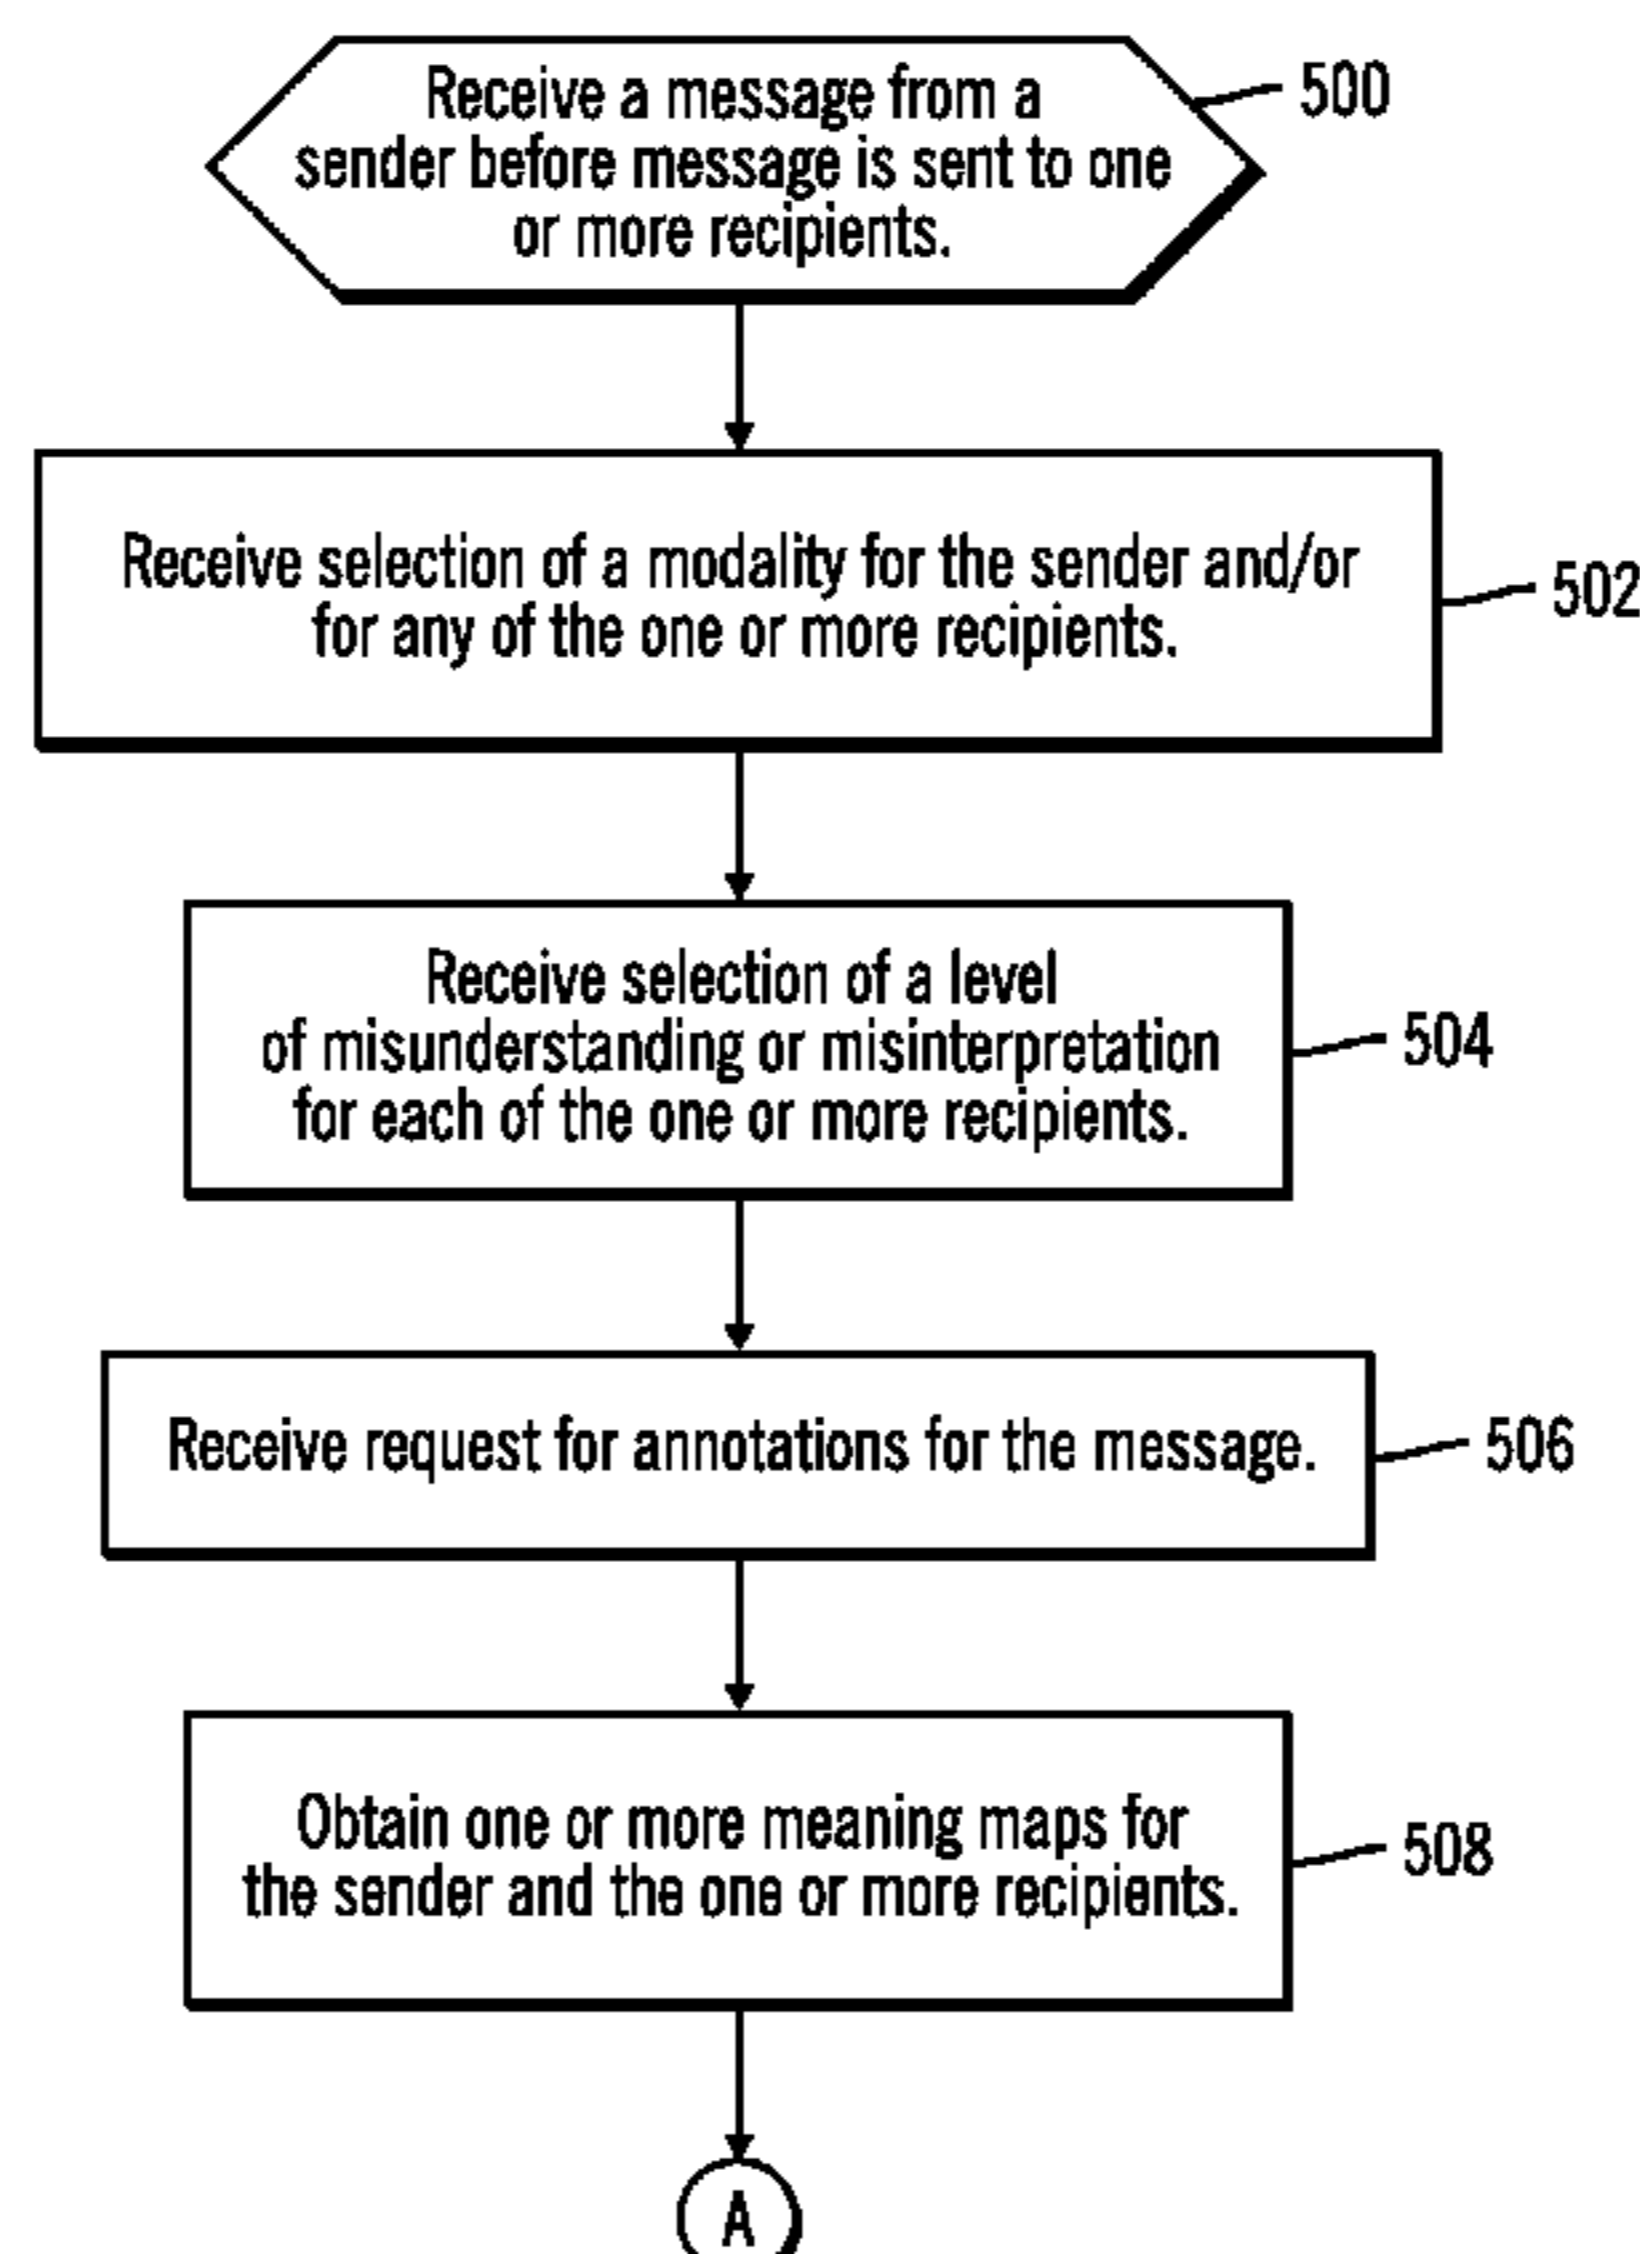 Receive a message from a
sender before message is sent to one
or more recipients.
500
Receive selection of a modality for the sender and/or
for any of the one or more recipients.
502
Receive selection of a level
of misunderstanding or misinterpretation
for each of the one or more recipients.
504
Receive request for annotations for the message.
506
Obtain one or more meaning maps for
the sender and the one or more recipients.
508
A